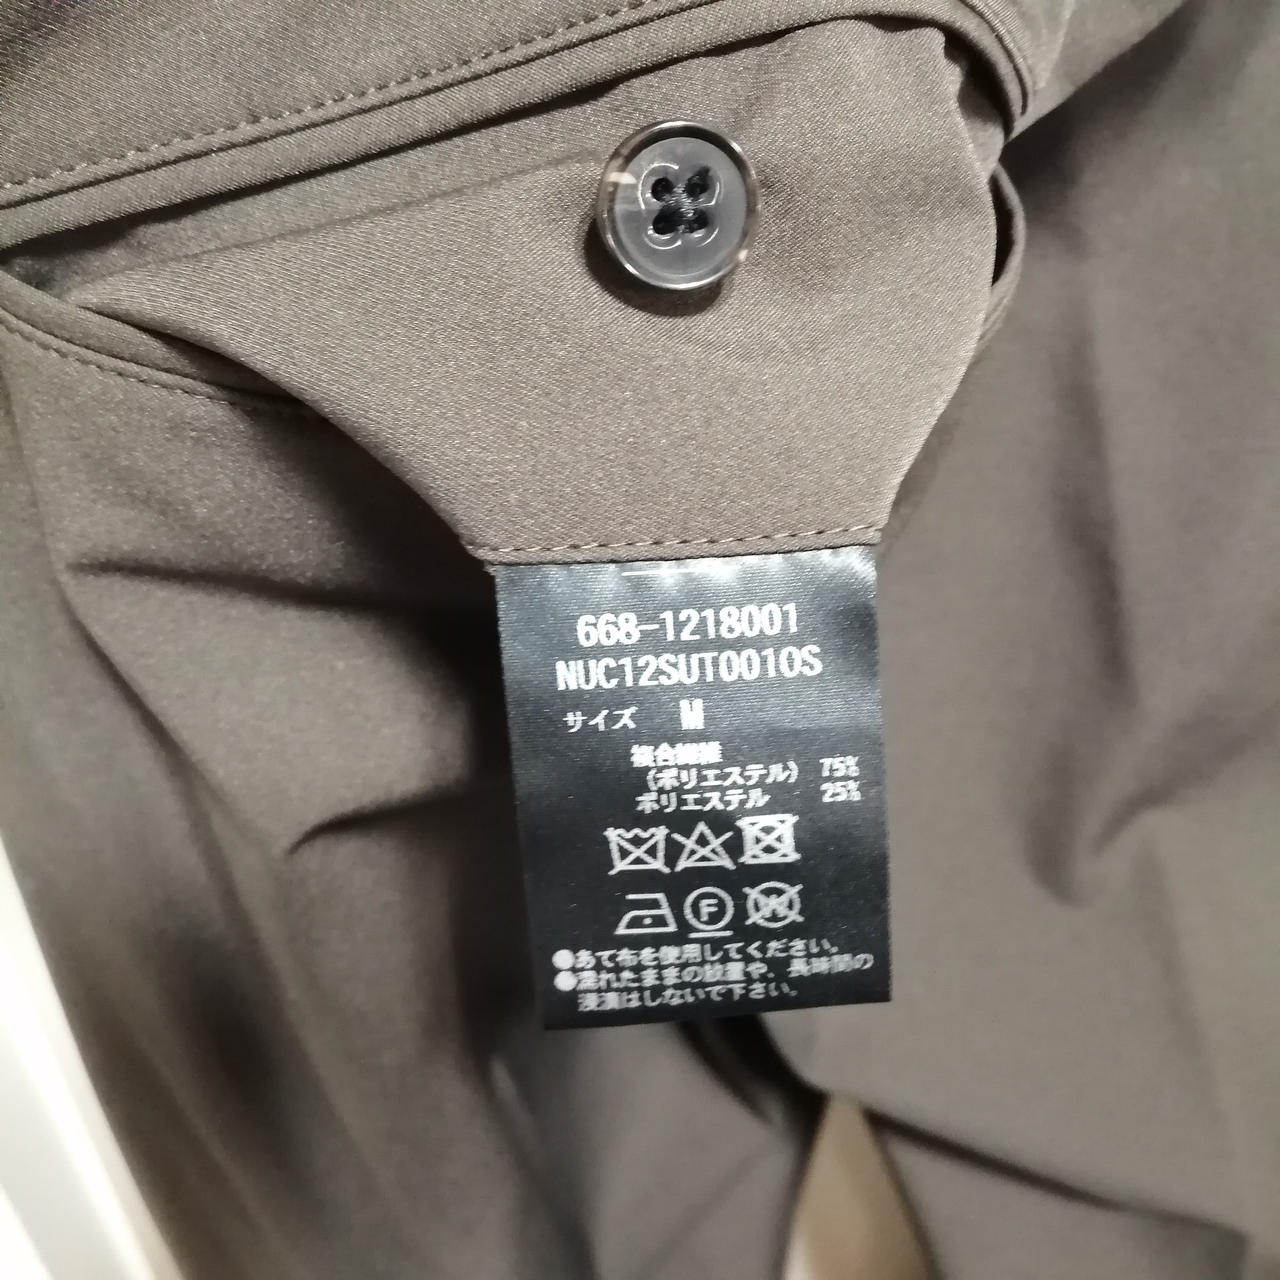 668-1218001
NUC12SUT0010S
サイズ M
複合繊維
(ポリエステル) 75%
ポリエステル 25%
F
W
●あて布を使用してください。
●濡れたままの放置や、長時間の
浸漬はしないで下さい。